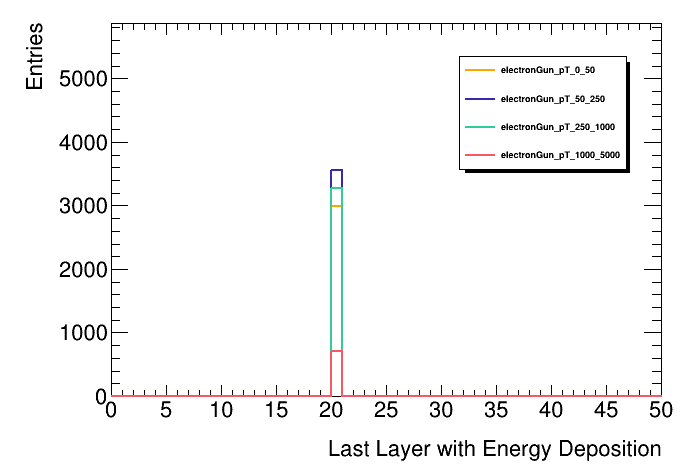 Entries
5000
4000
3000
2000
1000
0
electronGun_pT_0_50
electronGun_pT_50_250
electronGun_pT_250_1000
electronGun_pT_1000_5000
0 5 10 15 20 25 30 35 40 45 50
Last Layer with Energy Deposition